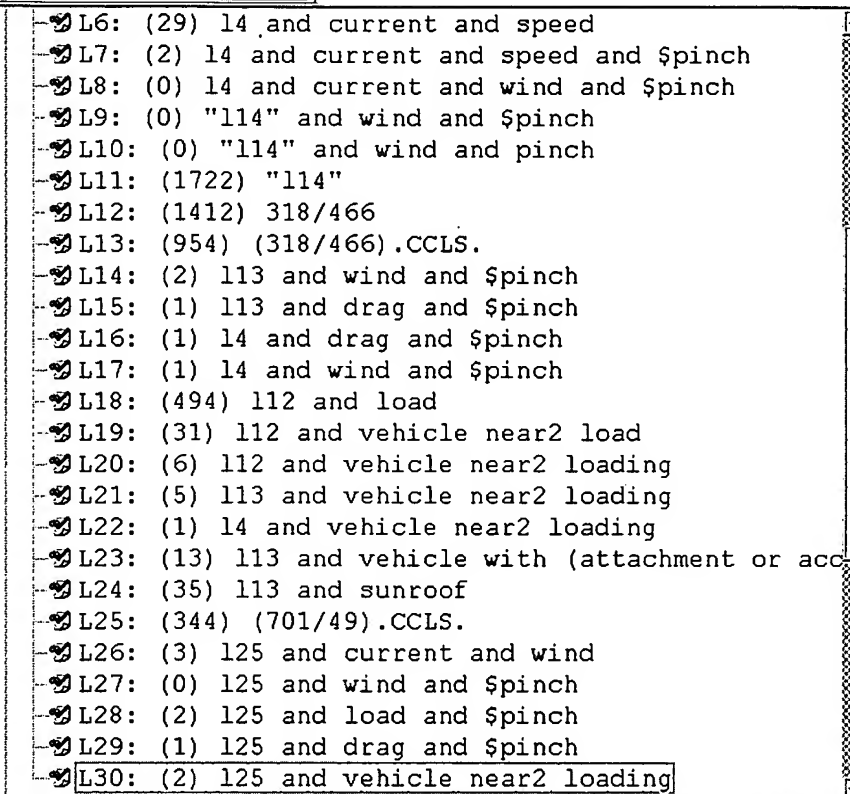 L6: (29) l4 and current and speed
L7: (2) l4 and current and speed and $pinch
L8: (0) l4 and current and wind and $pinch
L9: (0) "l14" and wind and $pinch
L10: (0) "l14" and wind and pinch
L11: (1722) "l14"
L12: (1412) 318/466
L13: (954) (318/466).CCLS.
L14: (2) l13 and wind and $pinch
L15: (1) l13 and drag and $pinch
L16: (1) l4 and drag and $pinch
L17: (1) l4 and wind and $pinch
L18: (494) l12 and load
L19: (31) l12 and vehicle near2 load
L20: (6) l12 and vehicle near2 loading
L21: (5) l13 and vehicle near2 loading
L22: (1) l4 and vehicle near2 loading
L23: (13) l13 and vehicle with (attachment or acc
L24: (35) l13 and sunroof
L25: (344) (701/49).CCLS.
L26: (3) l25 and current and wind
L27: (0) l25 and wind and $pinch
L28: (2) l25 and load and $pinch
L29: (1) l25 and drag and $pinch
L30: (2) l25 and vehicle near2 loading